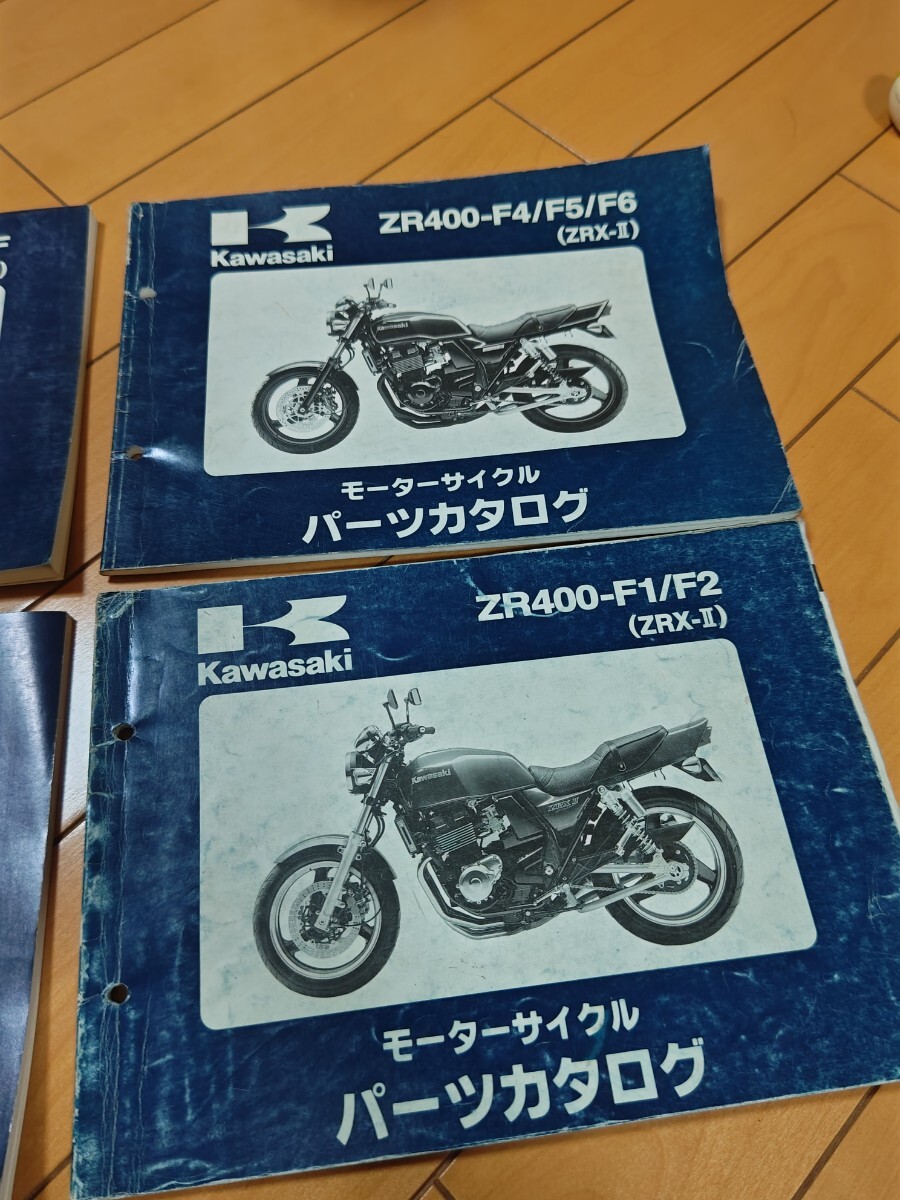 Kawasaki
ZR400-F4/F5/F6
(ZRX-Ⅱ)
Kawasaki
モーターサイクル
パーツカタログ
Kawasaki
ZR400-F1/F2
(ZRX-Ⅱ)
Kawasaki
ZRX Ⅱ
モーターサイクル
パーツカタログ